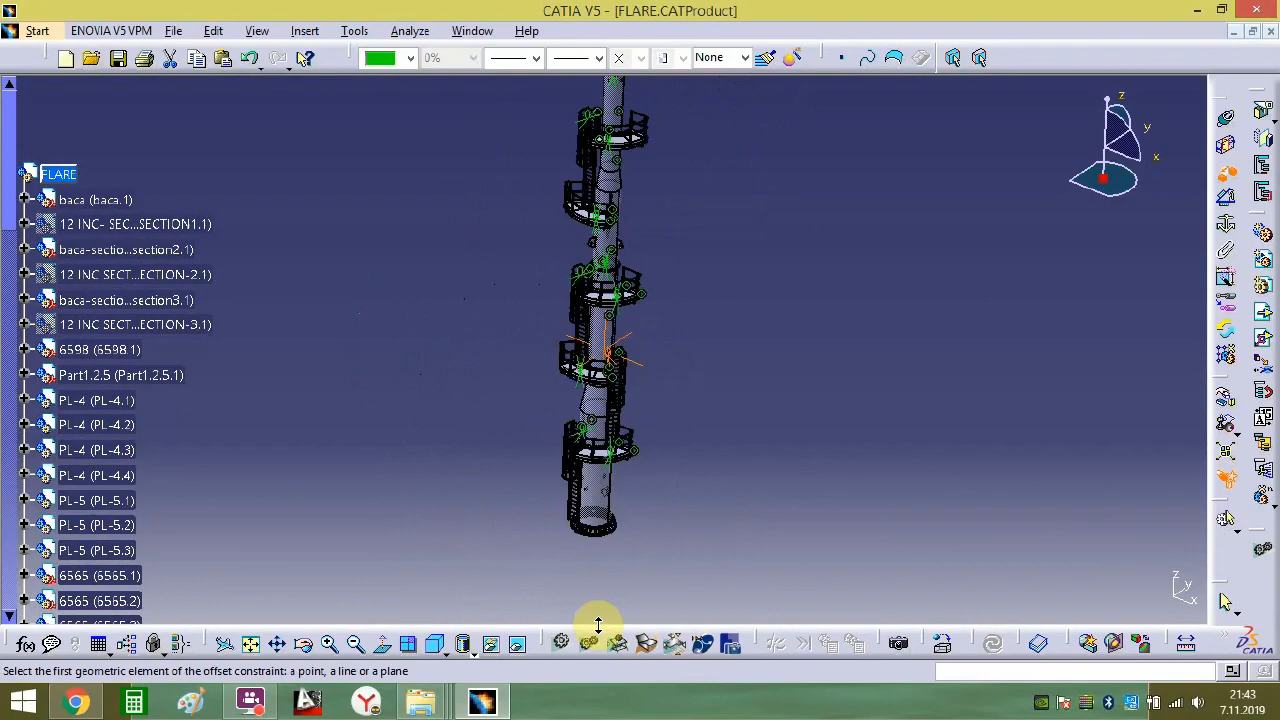 CATIA V5 - [FLARE.CATProduct]
Start ENOVIA V5 VPM File Edit View Insert Tools Analyze Window Help
0% None
z
y
x
FLARE
baca (baca.1)
12 INC- SEC...SECTION1.1)
baca-sectio...section2.1)
12 INC SECT...ECTION-2.1)
baca-sectio...section3.1)
12 INC SECT...ECTION-3.1)
6598 (6598.1)
Part1.2.5 (Part1.2.5.1)
PL-4 (PL-4.1)
PL-4 (PL-4.2)
PL-4 (PL-4.3)
PL-4 (PL-4.4)
PL-5 (PL-5.1)
PL-5 (PL-5.2)
PL-5 (PL-5.3)
6565 (6565.1)
6565 (6565.2)
z
y
x
CATIA
Select the first geometric element of the offset constraint: a point, a line or a plane
21:43
7.11.2019